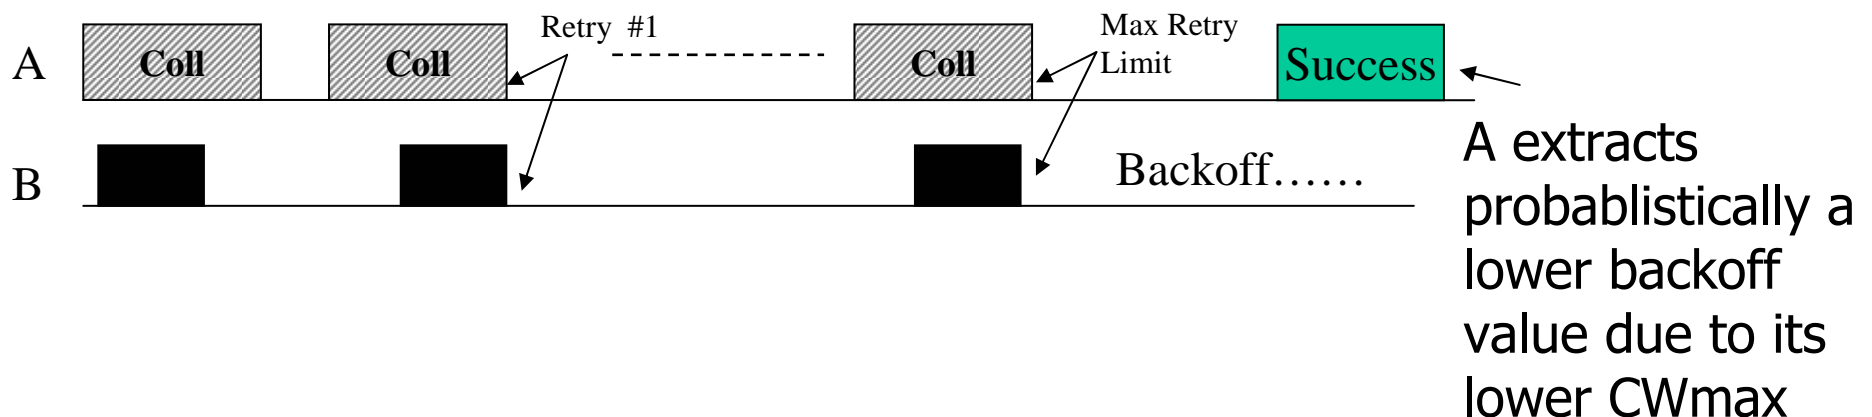 A
Coll
Coll
Retry #1
Coll
Max Retry
Limit
Success
B
Backoff……
A extracts
probablistically a
lower backoff
value due to its
lower CWmax